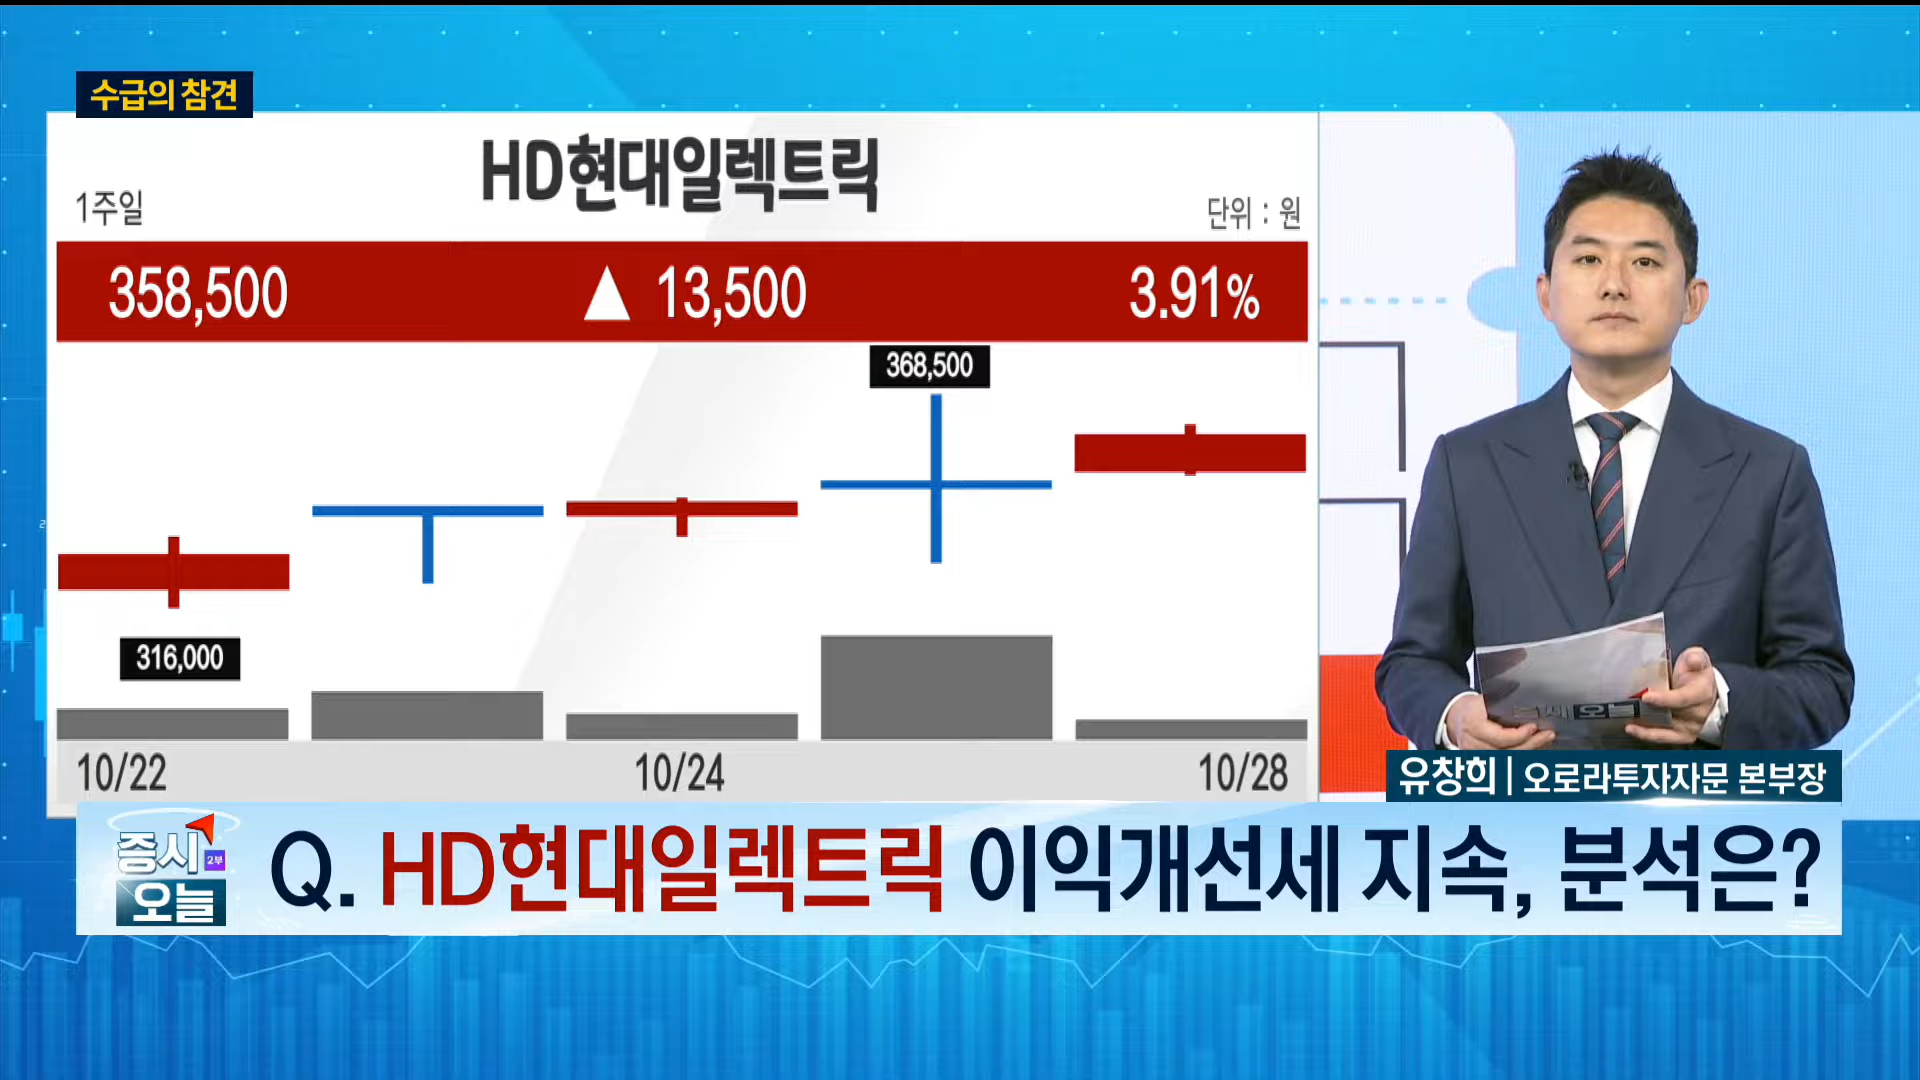 수급의 참견
HD현대일렉트릭
1주일
단위 : 원
358,500 ▲ 13,500 3.91%
368,500
316,000
10/22 10/24 10/28
유창희 | 오로라투자자문 본부장
증시 2부
오늘
Q. HD현대일렉트릭 이익개선세 지속, 분석은?